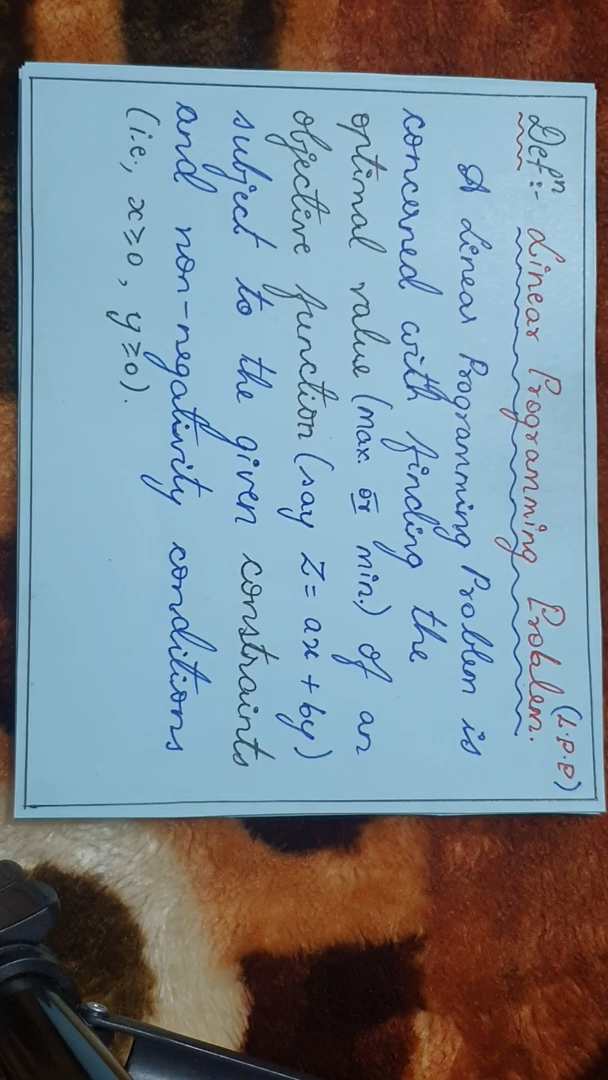 Defⁿ :- Linear Programming Problem. (L.P.P)
A Linear Programming Problem is
concerned with finding the
optimal value (max. or min.) of an
objective function (say Z = ax + by)
subject to the given constraints
and non-negativity conditions
(i.e., x ≥ 0, y ≥ 0).